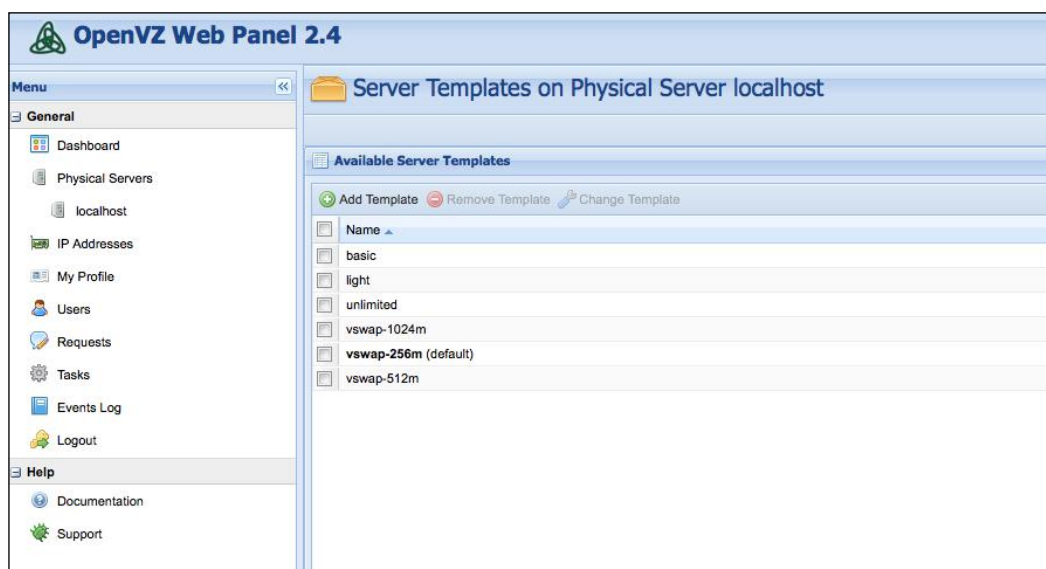 OpenVZ Web Panel 2.4
Menu
General
Dashboard
Physical Servers
localhost
IP Addresses
My Profile
Users
Requests
Tasks
Events Log
Logout
Help
Documentation
Support
Server Templates on Physical Server localhost
Available Server Templates
Add Template Remove Template Change Template
Name
basic
light
unlimited
vswap-1024m
vswap-256m (default)
vswap-512m